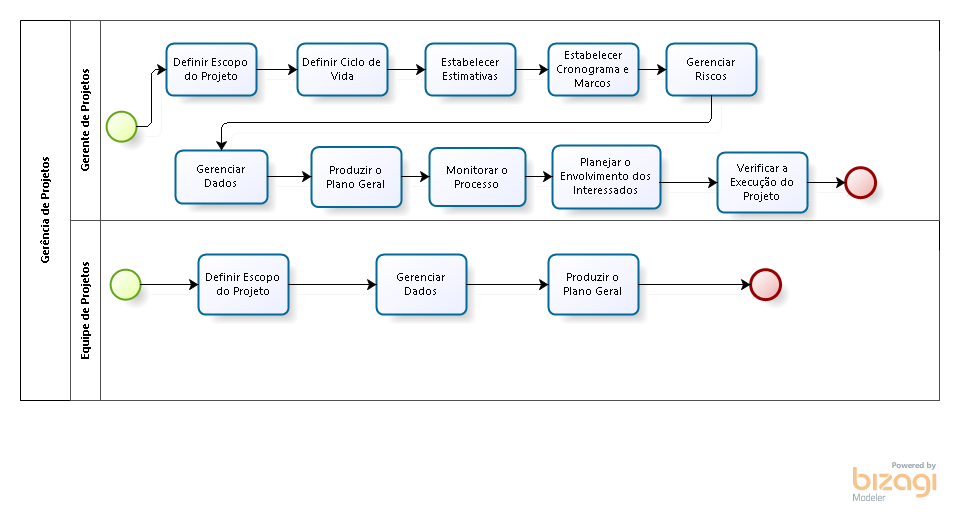 Gerência de Projetos
Gerente de Projetos
Definir Escopo
do Projeto
Definir Ciclo de
Vida
Estabelecer
Estimativas
Estabelecer
Cronograma e
Marcos
Gerenciar
Riscos
Gerenciar
Dados
Produzir o
Plano Geral
Monitorar o
Processo
Planejar o
Envolvimento dos
Interessados
Verificar a
Execução do
Projeto
Equipe de Projetos
Definir Escopo
do Projeto
Gerenciar
Dados
Produzir o
Plano Geral
Powered by
bizagi
Modeler